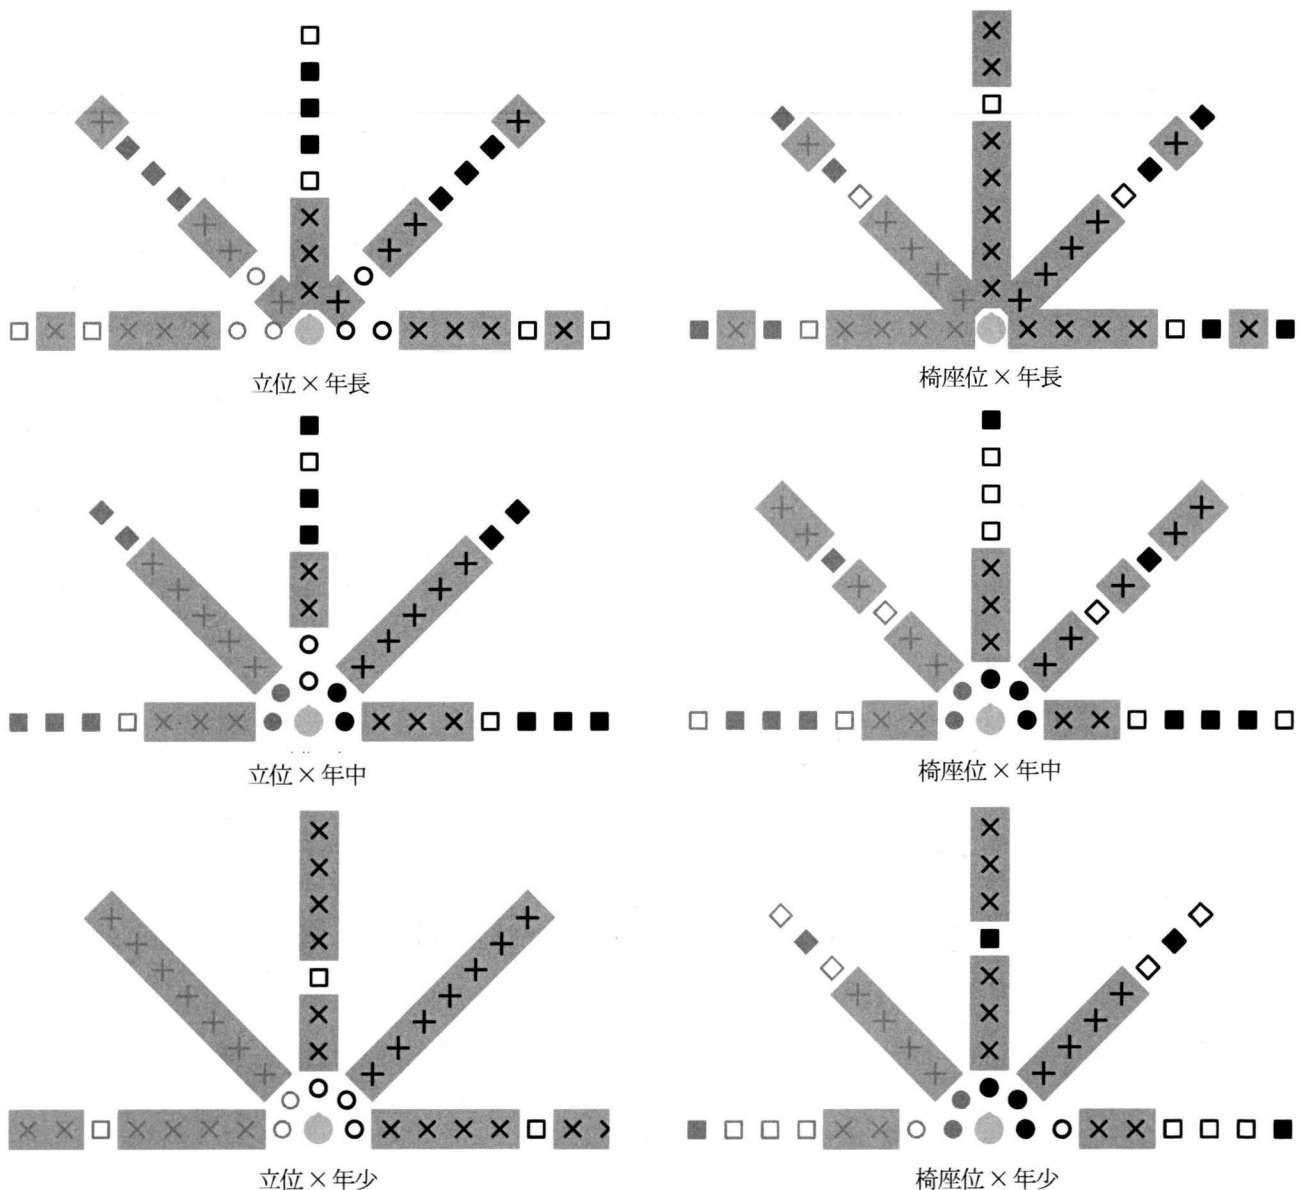 立位 × 年長
椅座位 × 年長
立位 × 年中
椅座位 × 年中
立位 × 年少
椅座位 × 年少